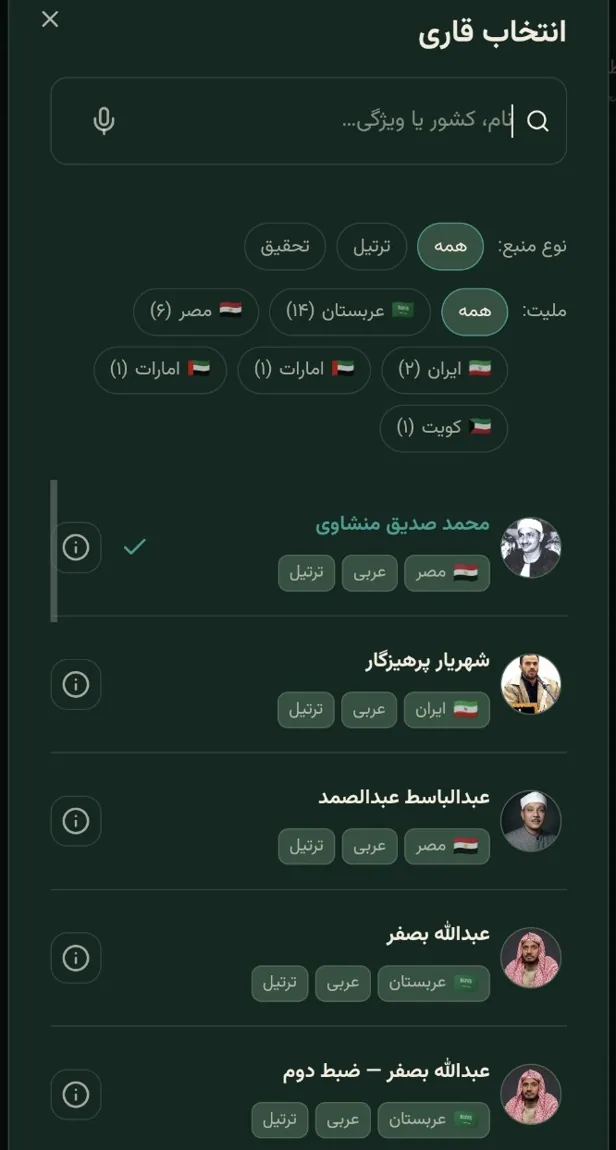 انتخاب قاری
نام، کشور یا ویژگی...
نوع منبع: همه ترتیل تحقیق
ملیت: همه عربستان (۱۴) مصر (۶)
ایران (۲) امارات (۱) امارات (۱)
کویت (۱)
محمد صدیق منشاوی
مصر عربی ترتیل
شهریار پرهیزگار
ایران عربی ترتیل
عبدالباسط عبدالصمد
مصر عربی ترتیل
عبدالله بصفر
عربستان عربی ترتیل
عبدالله بصفر — ضبط دوم
عربستان عربی ترتیل